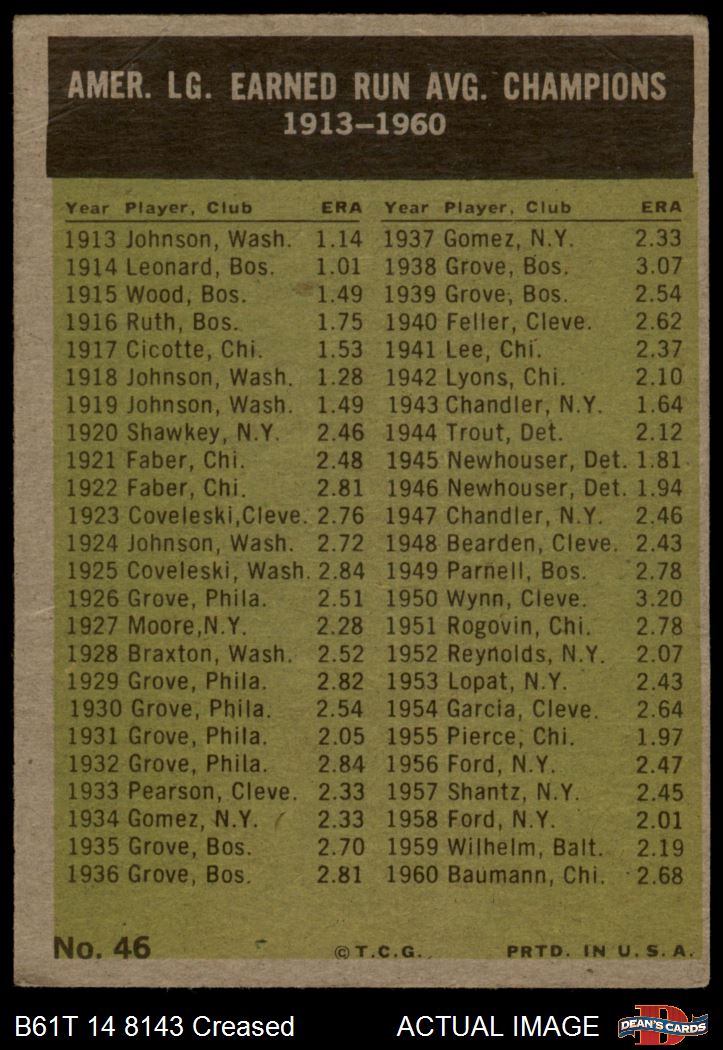 AMER. LG. EARNED RUN AVG. CHAMPIONS
1913–1960
Year Player, Club ERA Year Player, Club ERA
1913 Johnson, Wash. 1.14 1937 Gomez, N.Y. 2.33
1914 Leonard, Bos. 1.01 1938 Grove, Bos. 3.07
1915 Wood, Bos. 1.49 1939 Grove, Bos. 2.54
1916 Ruth, Bos. 1.75 1940 Feller, Cleve. 2.62
1917 Cicotte, Chi. 1.53 1941 Lee, Chi. 2.37
1918 Johnson, Wash. 1.28 1942 Lyons, Chi. 2.10
1919 Johnson, Wash. 1.49 1943 Chandler, N.Y. 1.64
1920 Shawkey, N.Y. 2.46 1944 Trout, Det. 2.12
1921 Faber, Chi. 2.48 1945 Newhouser, Det. 1.81
1922 Faber, Chi. 2.81 1946 Newhouser, Det. 1.94
1923 Coveleski,Cleve. 2.76 1947 Chandler, N.Y. 2.46
1924 Johnson, Wash. 2.72 1948 Bearden, Cleve. 2.43
1925 Coveleski, Wash. 2.84 1949 Parnell, Bos. 2.78
1926 Grove, Phila. 2.51 1950 Wynn, Cleve. 3.20
1927 Moore,N.Y. 2.28 1951 Rogovin, Chi. 2.78
1928 Braxton, Wash. 2.52 1952 Reynolds, N.Y. 2.07
1929 Grove, Phila. 2.82 1953 Lopat, N.Y. 2.43
1930 Grove, Phila. 2.54 1954 Garcia, Cleve. 2.64
1931 Grove, Phila. 2.05 1955 Pierce, Chi. 1.97
1932 Grove, Phila. 2.84 1956 Ford, N.Y. 2.47
1933 Pearson, Cleve. 2.33 1957 Shantz, N.Y. 2.45
1934 Gomez, N.Y. 2.33 1958 Ford, N.Y. 2.01
1935 Grove, Bos. 2.70 1959 Wilhelm, Balt. 2.19
1936 Grove, Bos. 2.81 1960 Baumann, Chi. 2.68
No. 46 © T.C.G. PRTD. IN U.S.A.
B61T 14 8143 Creased ACTUAL IMAGE D DEAN'S CARDS